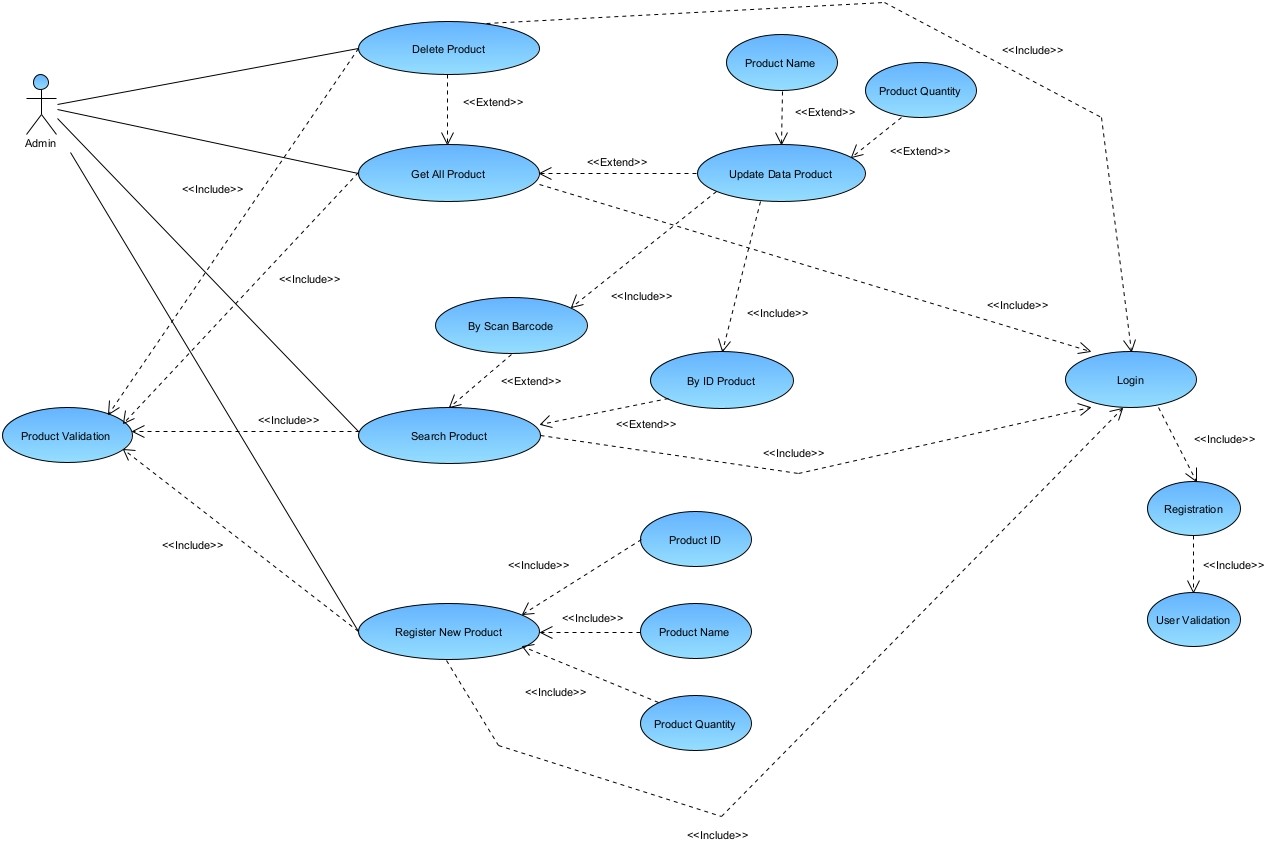 <<Include>>
Delete Product
Product Name
Product Quantity
<<Extend>>
<<Extend>>
Admin
<<Extend>>
<<Extend>>
Get All Product
Update Data Product
<<Include>>
<<Include>>
<<Include>>
<<Include>>
<<Include>>
By Scan Barcode
By ID Product
Login
<<Extend>>
<<Include>>
<<Extend>>
Product Validation
Search Product
<<Include>>
<<Include>>
Registration
Product ID
<<Include>>
<<Include>>
<<Include>>
<<Include>>
User Validation
Register New Product
Product Name
<<Include>>
Product Quantity
<<Include>>